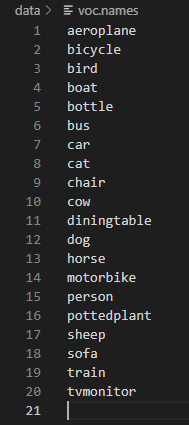 data > voc.names
1 aeroplane
2 bicycle
3 bird
4 boat
5 bottle
6 bus
7 car
8 cat
9 chair
10 cow
11 diningtable
12 dog
13 horse
14 motorbike
15 person
16 pottedplant
17 sheep
18 sofa
19 train
20 tvmonitor
21